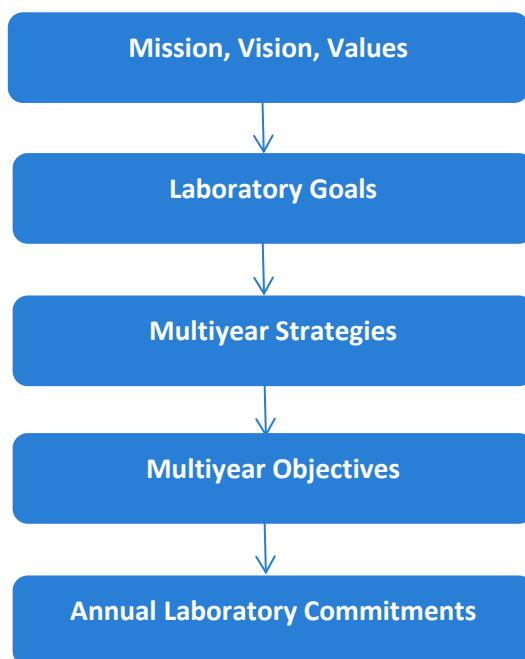 Mission, Vision, Values
Laboratory Goals
Multiyear Strategies
Multiyear Objectives
Annual Laboratory Commitments